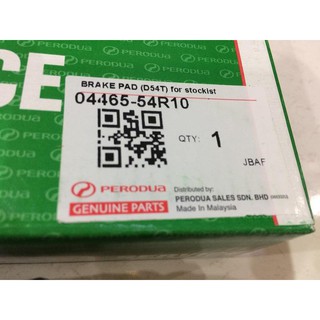 CE
BRAKE PAD (D54T) for stockist
04465-54R10
QTY: 1
JBAF
PERODUA
GENUINE PARTS
Distributed by:
PERODUA SALES SDN. BHD
Made In Malaysia